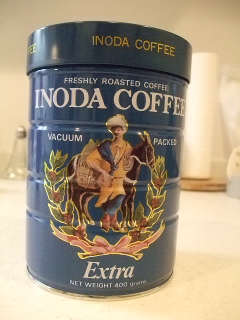 INODA COFFEE
FRESHLY ROASTED COFFEE
INODA COFFEE
VACUUM PACKED
Extra
NET WEIGHT 400 grams